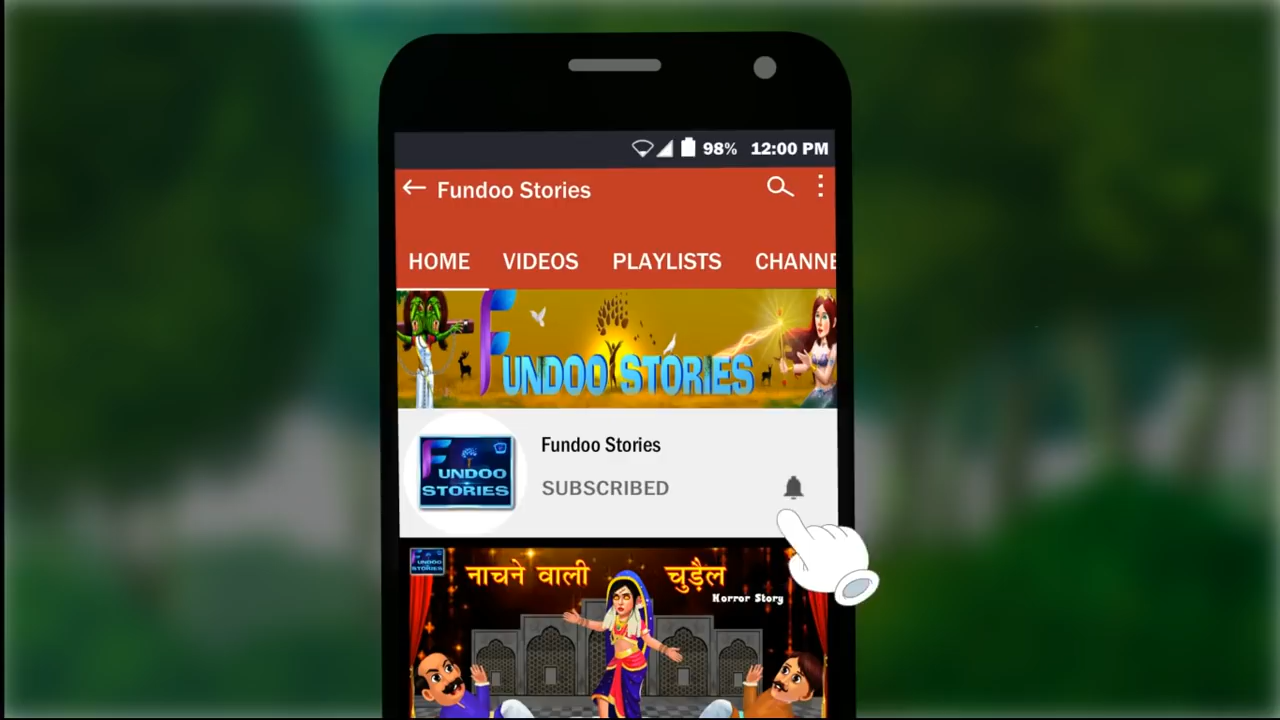 98% 12:00 PM
Fundoo Stories
HOME VIDEOS PLAYLISTS CHANNE
FUNDOO STORIES
Fundoo Stories
FUNDOO
STORIES
SUBSCRIBED
FUNDOO
STORIES
नाचने वाली चुड़ैल
Horror Story